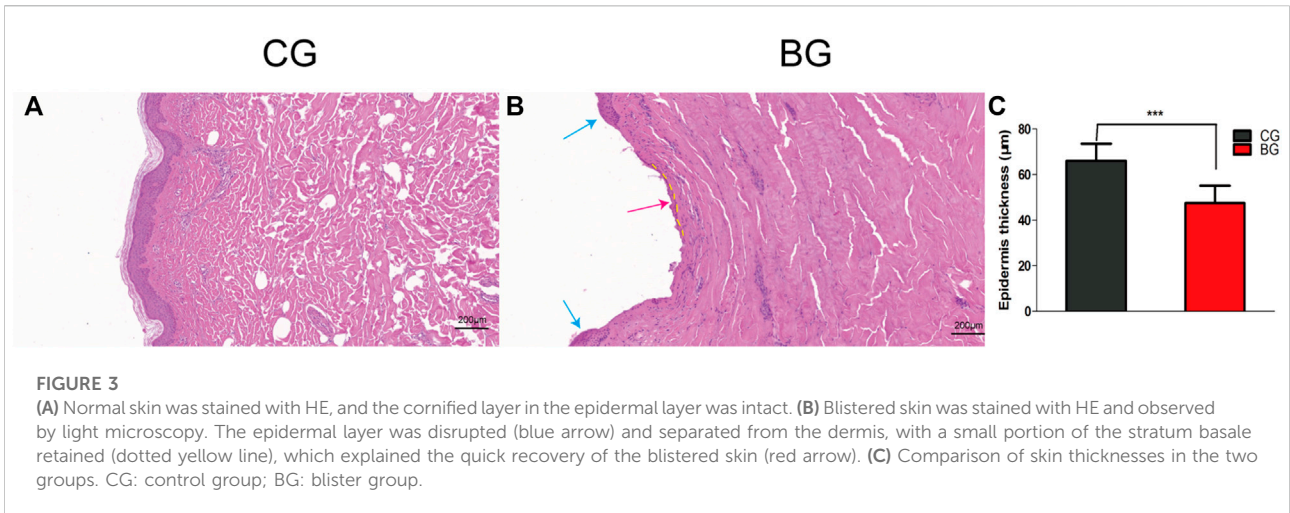 CG
BG
A
200μm
B
200μm
C
***
CG
BG
Epidermis thickness (μm)
80
60
40
20
0
FIGURE 3
(A) Normal skin was stained with HE, and the cornified layer in the epidermal layer was intact. (B) Blistered skin was stained with HE and observed
by light microscopy. The epidermal layer was disrupted (blue arrow) and separated from the dermis, with a small portion of the stratum basale
retained (dotted yellow line), which explained the quick recovery of the blistered skin (red arrow). (C) Comparison of skin thicknesses in the two
groups. CG: control group; BG: blister group.